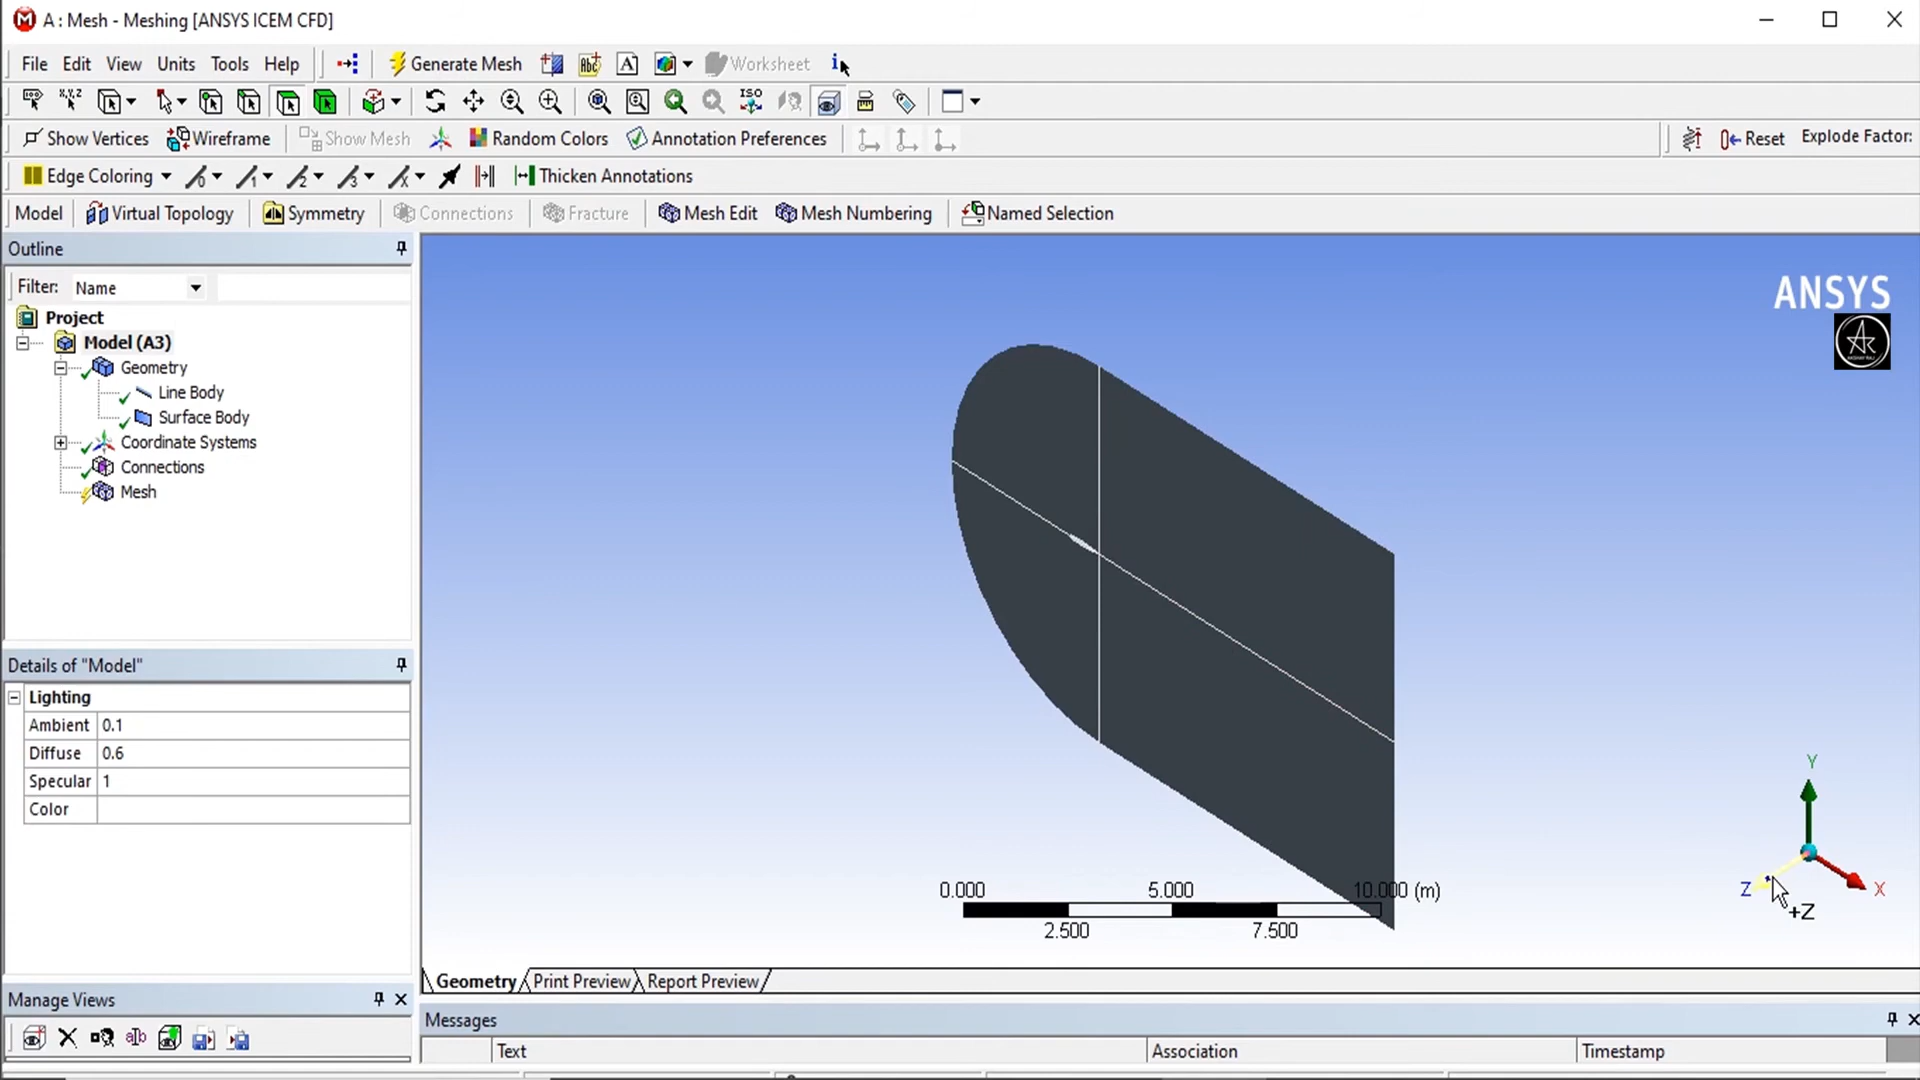 A : Mesh - Meshing [ANSYS ICEM CFD]
File Edit View Units Tools Help Generate Mesh Worksheet
ISO
Show Vertices Wireframe Show Mesh Random Colors Annotation Preferences Reset Explode Factor:
Edge Coloring Thicken Annotations
Model Virtual Topology Symmetry Connections Fracture Mesh Edit Mesh Numbering Named Selection
Outline
Filter: Name
Project
Model (A3)
Geometry
Line Body
Surface Body
Coordinate Systems
Connections
Mesh
Details of "Model"
Lighting
Ambient 0.1
Diffuse 0.6
Specular 1
Color
Manage Views
ANSYS
0.000 5.000 10.000 (m)
2.500 7.500
Y
Z X
+Z
Geometry Print Preview Report Preview
Messages
Text Association Timestamp